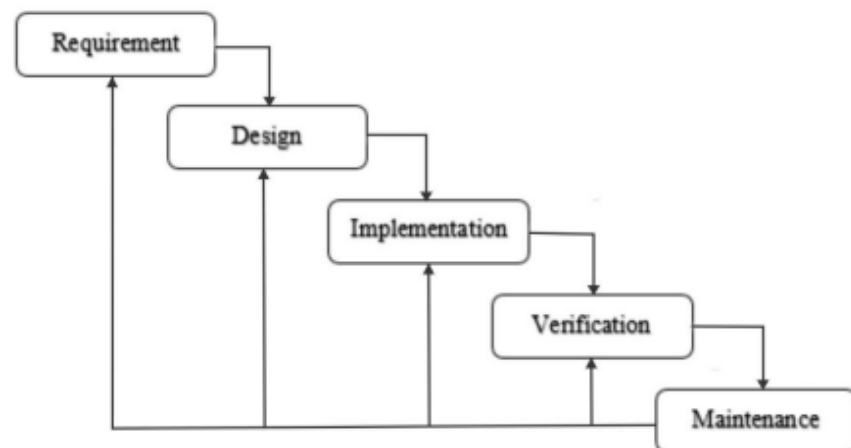 Requirement
Design
Implementation
Verification
Maintenance